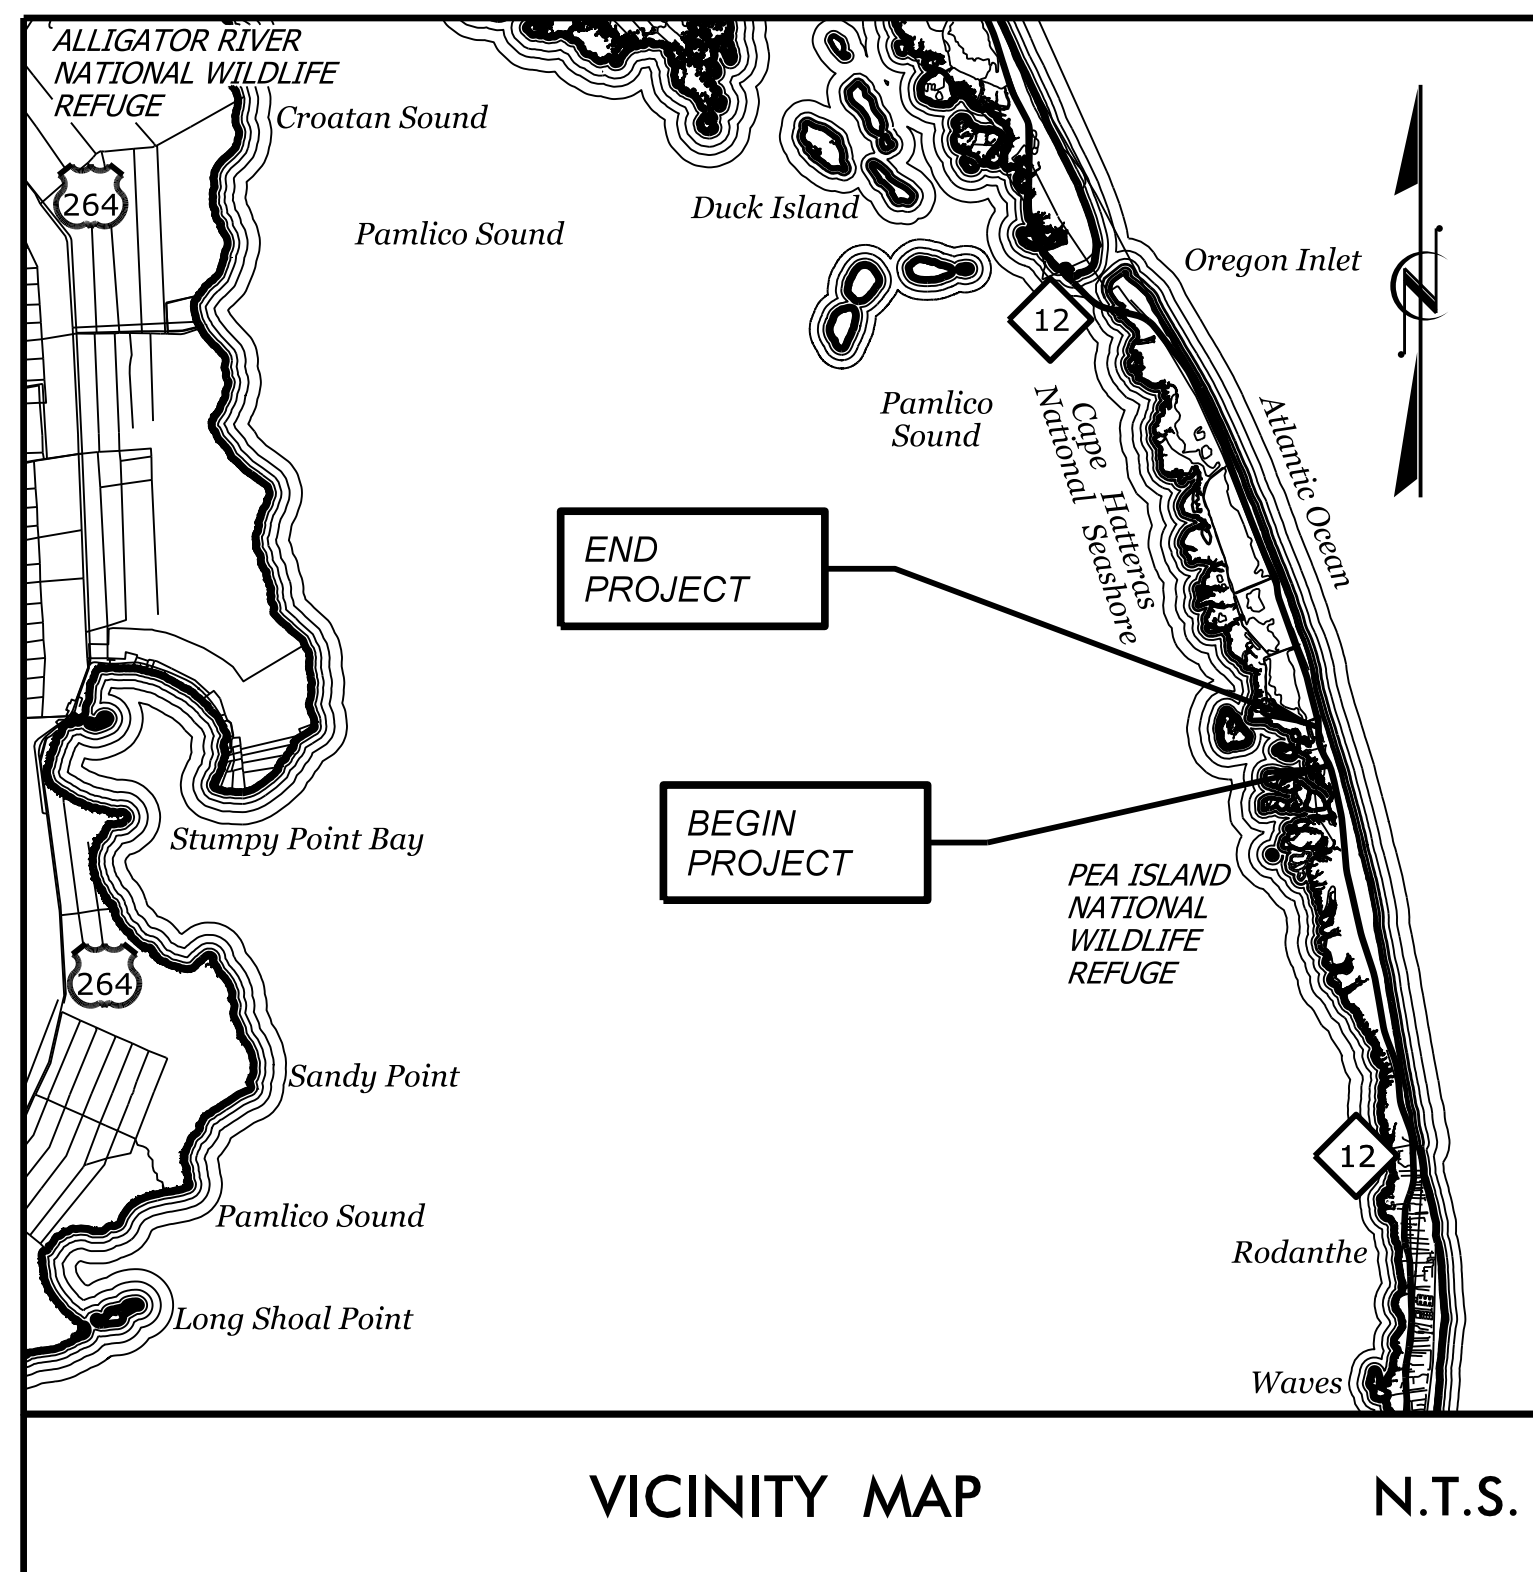 ALLIGATOR RIVER
NATIONAL WILDLIFE
REFUGE
Croatan Sound
264
Duck Island
Pamlico Sound
Oregon Inlet
N
12
Pamlico
Sound
Cape Hatteras
National Seashore
Atlantic Ocean
END
PROJECT
BEGIN
PROJECT
Stumpy Point Bay
PEA ISLAND
NATIONAL
WILDLIFE
REFUGE
264
Sandy Point
12
Pamlico Sound
Rodanthe
Long Shoal Point
Waves
VICINITY MAP
N.T.S.